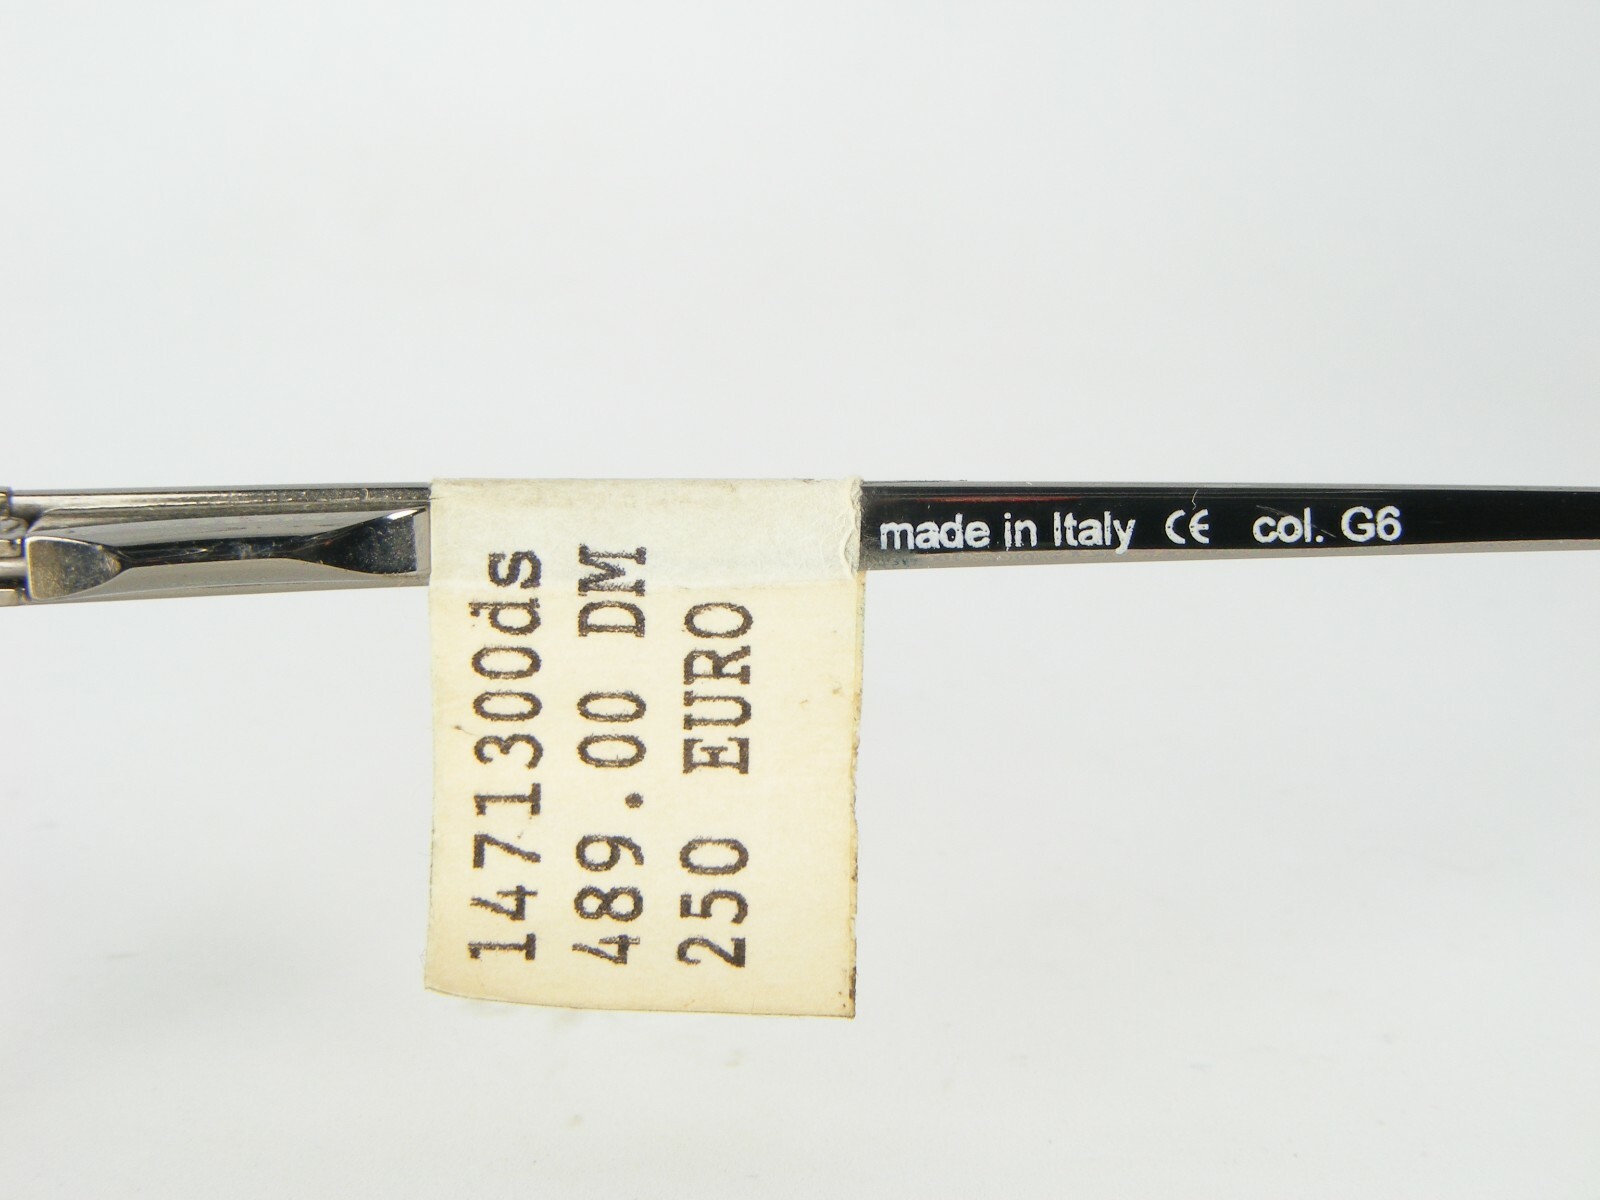 1471300ds
489.00 DM
250 EURO
made in Italy CE col. G6